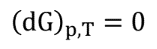 (dG)p,T = 0